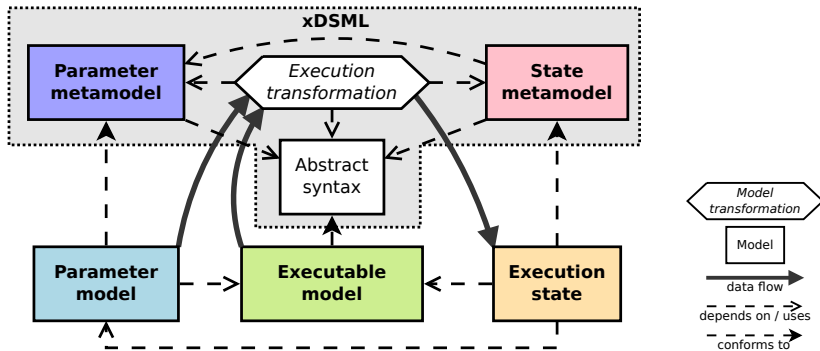 xDSML
Parameter
metamodel
Execution
transformation
State
metamodel
Abstract
syntax
Parameter
model
Executable
model
Execution
state
Model
transformation
Model
data flow
depends on / uses
conforms to